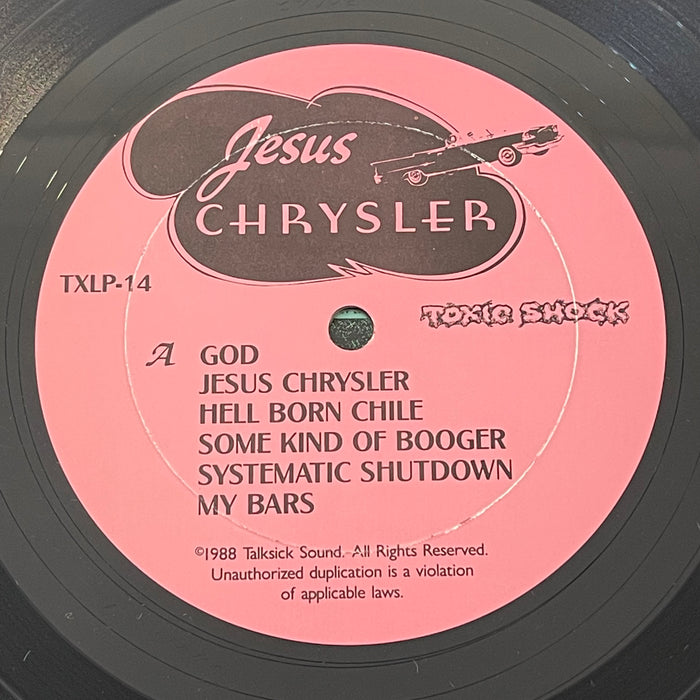 Jesus
CHRYSLER
TXLP-14
TOXIC SHOCK
A GOD
JESUS CHRYSLER
HELL BORN CHILE
SOME KIND OF BOOGER
SYSTEMATIC SHUTDOWN
MY BARS
©1988 Talksick Sound. All Rights Reserved.
Unauthorized duplication is a violation
of applicable laws.